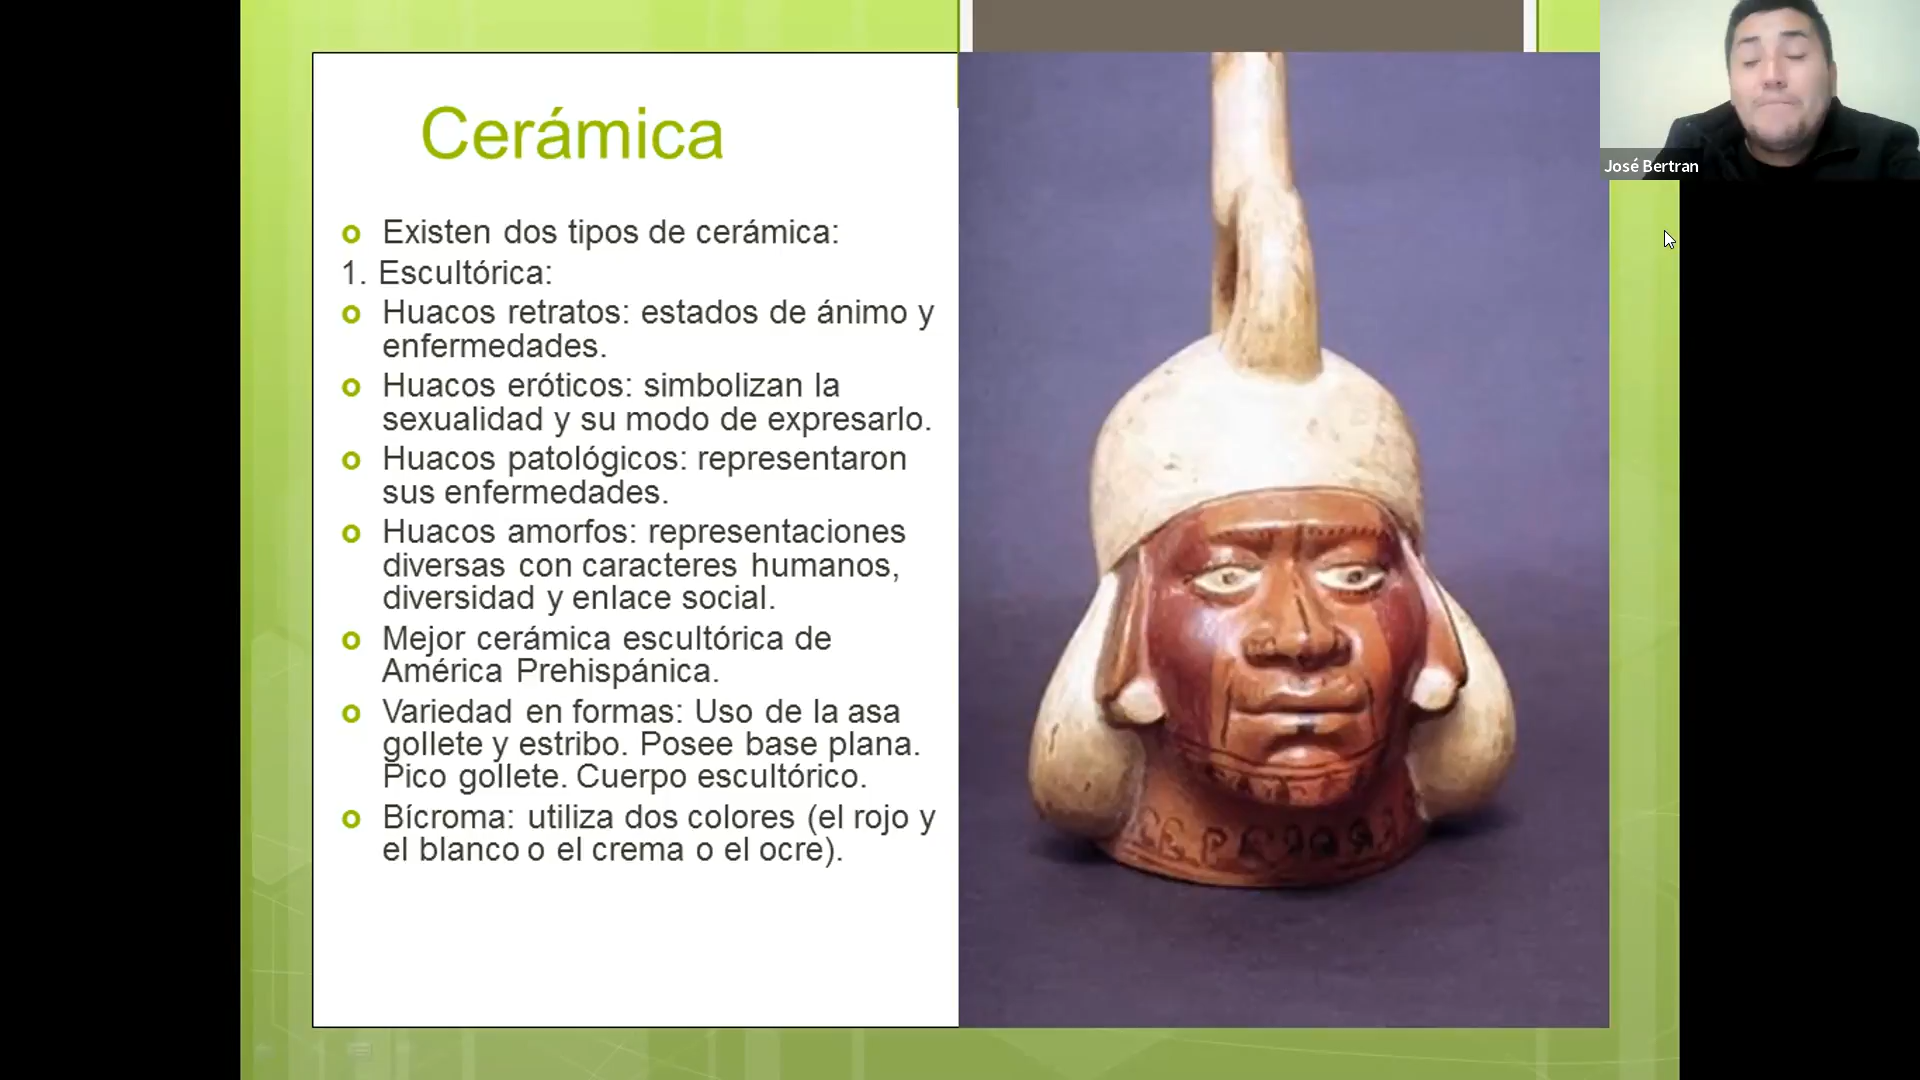 Cerámica
Existen dos tipos de cerámica:
1. Escultórica:
Huacos retratos: estados de ánimo y
enfermedades.
Huacos eróticos: simbolizan la
sexualidad y su modo de expresarlo.
Huacos patológicos: representaron
sus enfermedades.
Huacos amorfos: representaciones
diversas con caracteres humanos,
diversidad y enlace social.
Mejor cerámica escultórica de
América Prehispánica.
Variedad en formas: Uso de la asa
gollete y estribo. Posee base plana.
Pico gollete. Cuerpo escultórico.
Bícroma: utiliza dos colores (el rojo y
el blanco o el crema o el ocre).
José Bertran